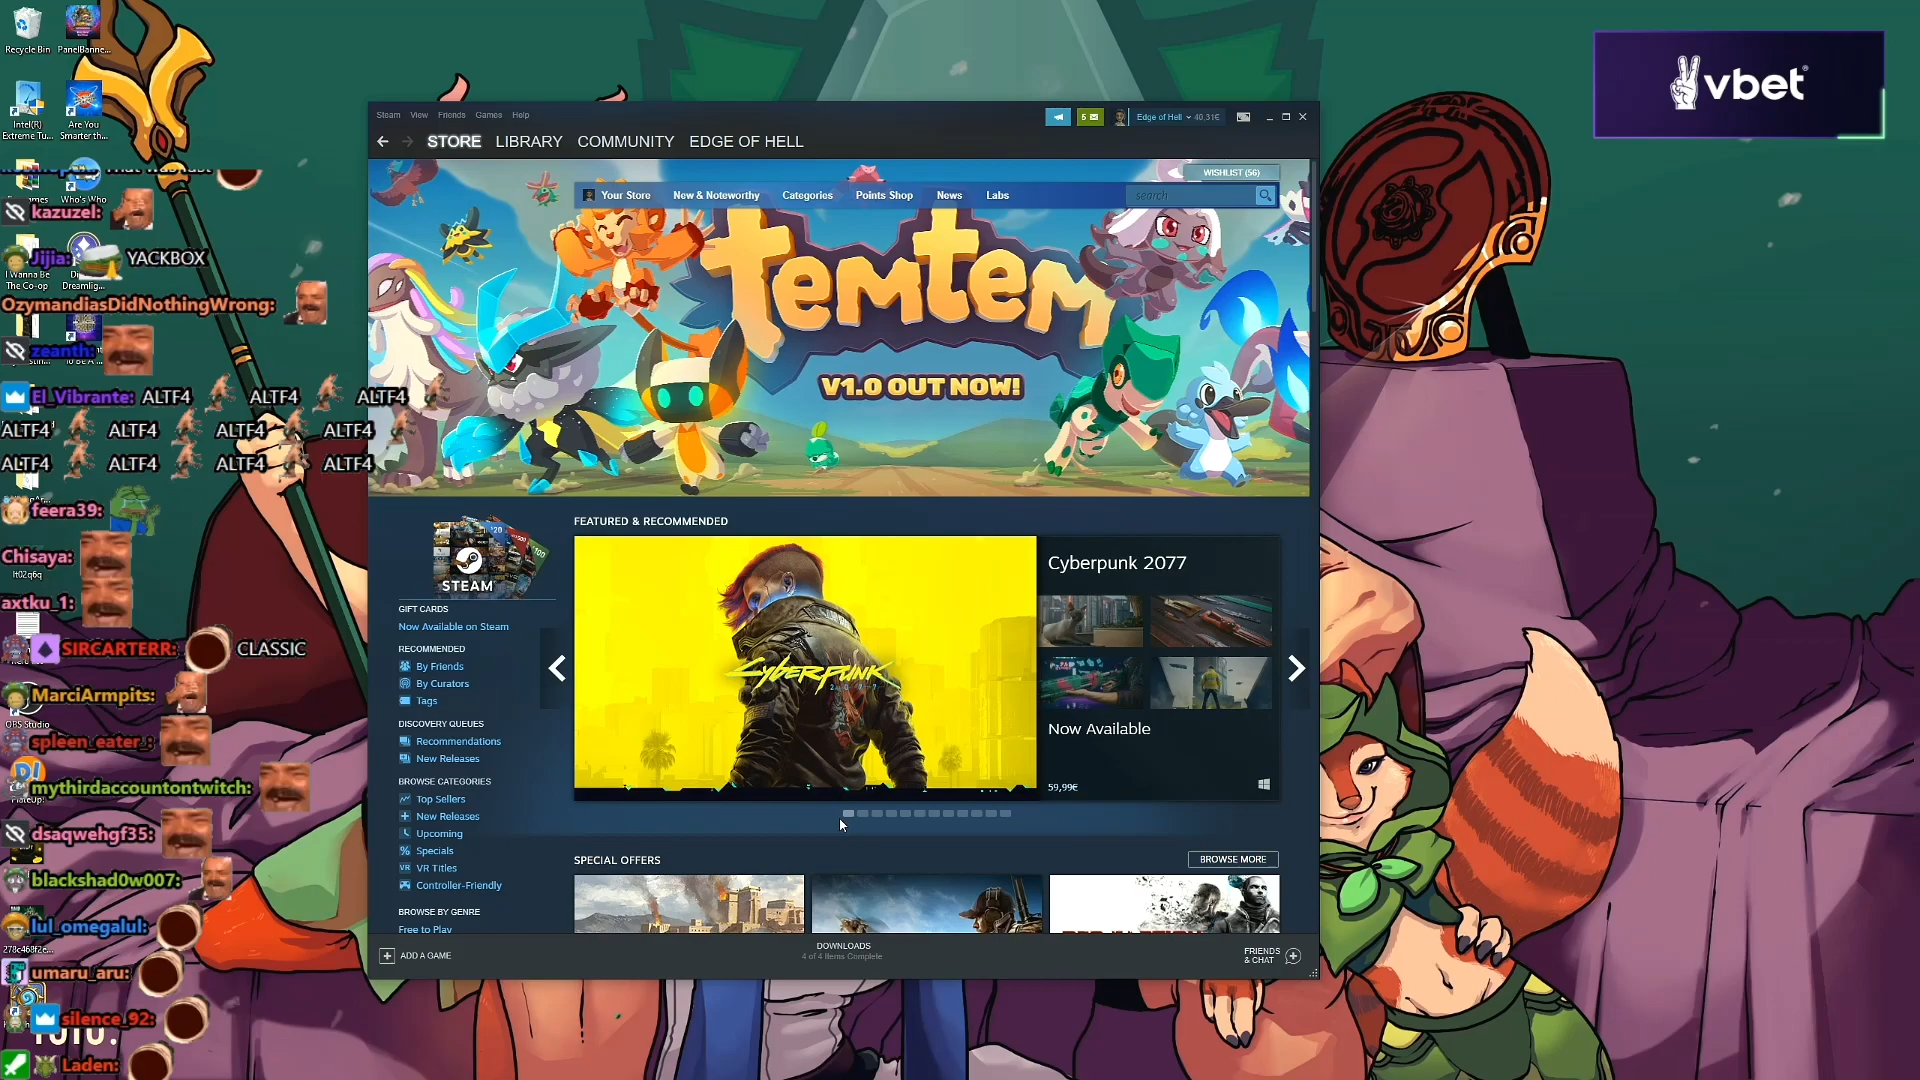 Recycle Bin
PanelBanne...
Intel(R)
Extreme Tu...
Are You
Smarter th...
Who's Who
kazuzel:
Jijia: YACKBOX
I Wanna Be
The Co-op
Dreamlig...
OzymandiasDidNothingWrong:
zeanth:
El_Vibrante: ALTF4 ALTF4 ALTF4
ALTF4 ALTF4 ALTF4 ALTF4
ALTF4 ALTF4 ALTF4 ALTF4
feera39:
Chisaya:
lt02q6q
axtku_1:
SIRCARTERR: CLASSIC
MarciArmpits:
OBS Studio
spleen_eater_:
mythirdaccountontwitch:
PlateUp!
dsaqwehgf35:
blackshad0w007:
lul_omegalul:
278c468f2e...
umaru_aru:
silence_92:
Laden:
vbet
Steam View Friends Games Help
5
Edge of Hell 40,31€
STORE LIBRARY COMMUNITY EDGE OF HELL
WISHLIST (56)
Your Store New & Noteworthy Categories Points Shop News Labs search
temtem
V1.0 OUT NOW!
STEAM
GIFT CARDS
Now Available on Steam
RECOMMENDED
By Friends
By Curators
Tags
DISCOVERY QUEUES
Recommendations
New Releases
BROWSE CATEGORIES
Top Sellers
New Releases
Upcoming
Specials
VR Titles
Controller-Friendly
BROWSE BY GENRE
Free to Play
FEATURED & RECOMMENDED
Cyberpunk
Cyberpunk 2077
Now Available
59,99€
SPECIAL OFFERS
BROWSE MORE
ADD A GAME
DOWNLOADS
4 of 4 Items Complete
FRIENDS
& CHAT